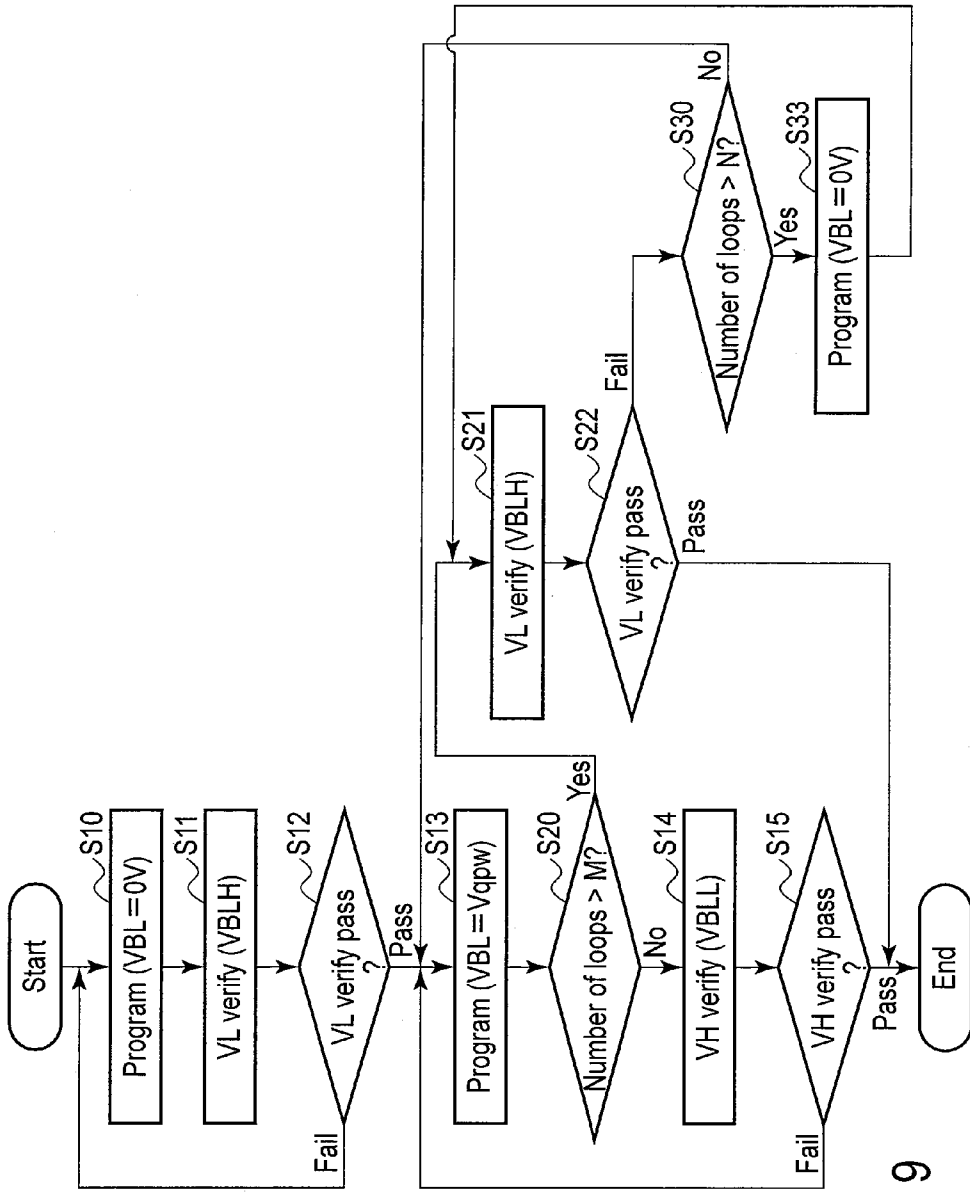 Start
S10
Program (VBL=0V)
S11
VL verify (VBLH)
S12
VL verify pass
?
Fail
Pass
S13
Program (VBL=Vqpw)
S20
Number of loops > M?
Yes
No
S14
VH verify (VBLL)
S15
VH verify pass
?
Fail
Pass
End
S21
VL verify (VBLH)
S22
VL verify pass
?
Fail
Pass
S30
Number of loops > N?
No
Yes
S33
Program (VBL=0V)
9